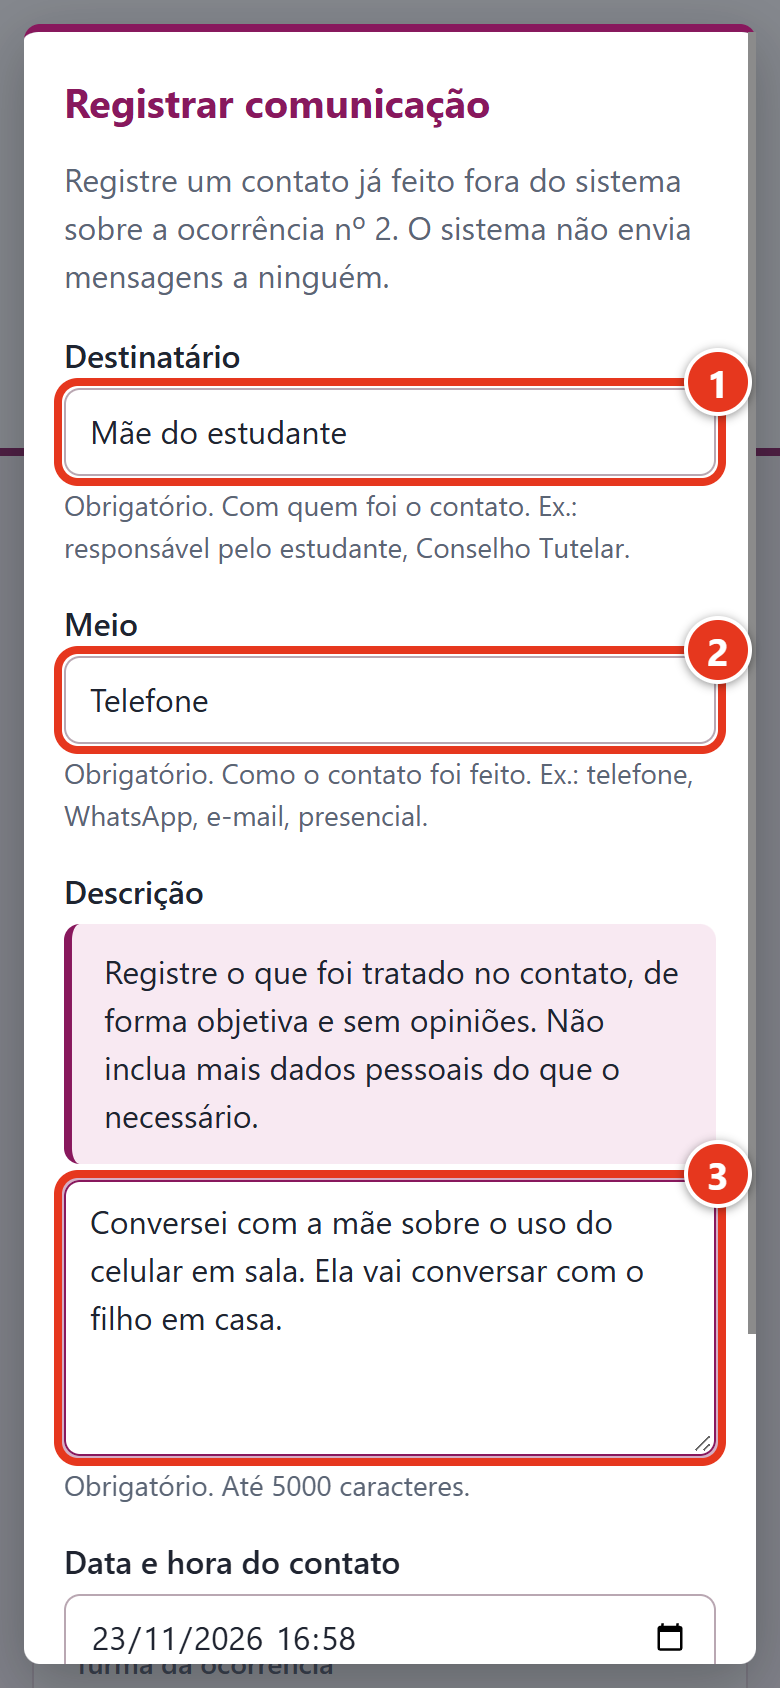 Registrar comunicação
Registre um contato já feito fora do sistema
sobre a ocorrência nº 2. O sistema não envia
mensagens a ninguém.
Destinatário
1
Mãe do estudante
Obrigatório. Com quem foi o contato. Ex.:
responsável pelo estudante, Conselho Tutelar.
Meio
2
Telefone
Obrigatório. Como o contato foi feito. Ex.: telefone,
WhatsApp, e-mail, presencial.
Descrição
Registre o que foi tratado no contato, de
forma objetiva e sem opiniões. Não
inclua mais dados pessoais do que o
necessário.
3
Conversei com a mãe sobre o uso do
celular em sala. Ela vai conversar com o
filho em casa.
Obrigatório. Até 5000 caracteres.
Data e hora do contato
23/11/2026 16:58
turma da ocorrência